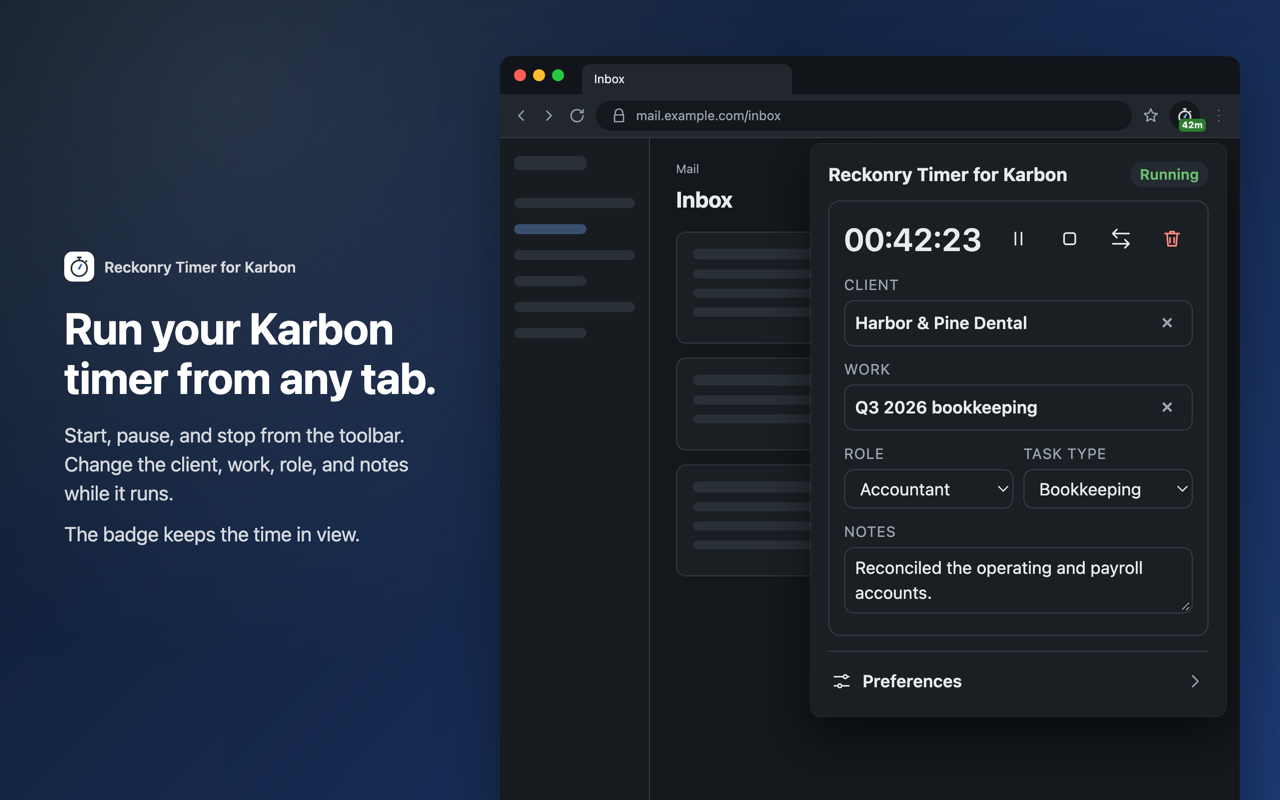 Reckonry Timer for Karbon
Run your Karbon
timer from any tab.
Start, pause, and stop from the toolbar.
Change the client, work, role, and notes
while it runs.
The badge keeps the time in view.
Inbox
mail.example.com/inbox
42m
Mail
Inbox
Reckonry Timer for Karbon
Running
00:42:23
CLIENT
Harbor & Pine Dental
WORK
Q3 2026 bookkeeping
ROLE
TASK TYPE
Accountant
Bookkeeping
NOTES
Reconciled the operating and payroll
accounts.
Preferences